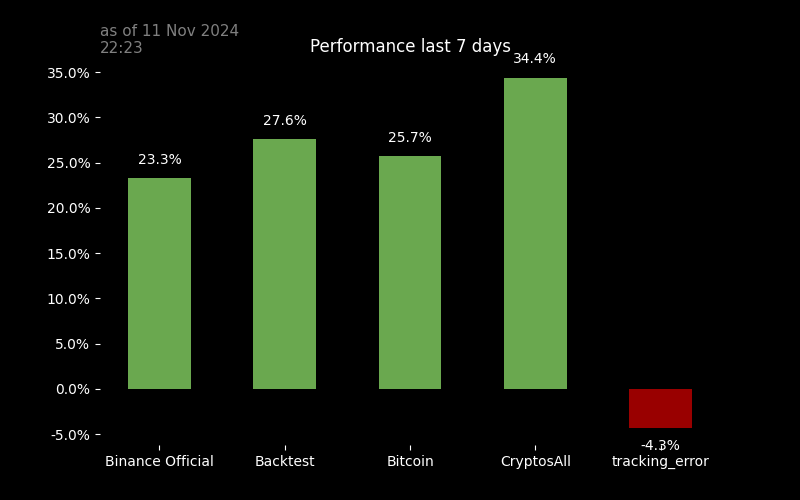 as of 11 Nov 2024
22:23
Performance last 7 days
35.0%
30.0%
25.0%
20.0%
15.0%
10.0%
5.0%
0.0%
-5.0%
23.3%
27.6%
25.7%
34.4%
-4.3%
Binance Official
Backtest
Bitcoin
CryptosAll
tracking_error